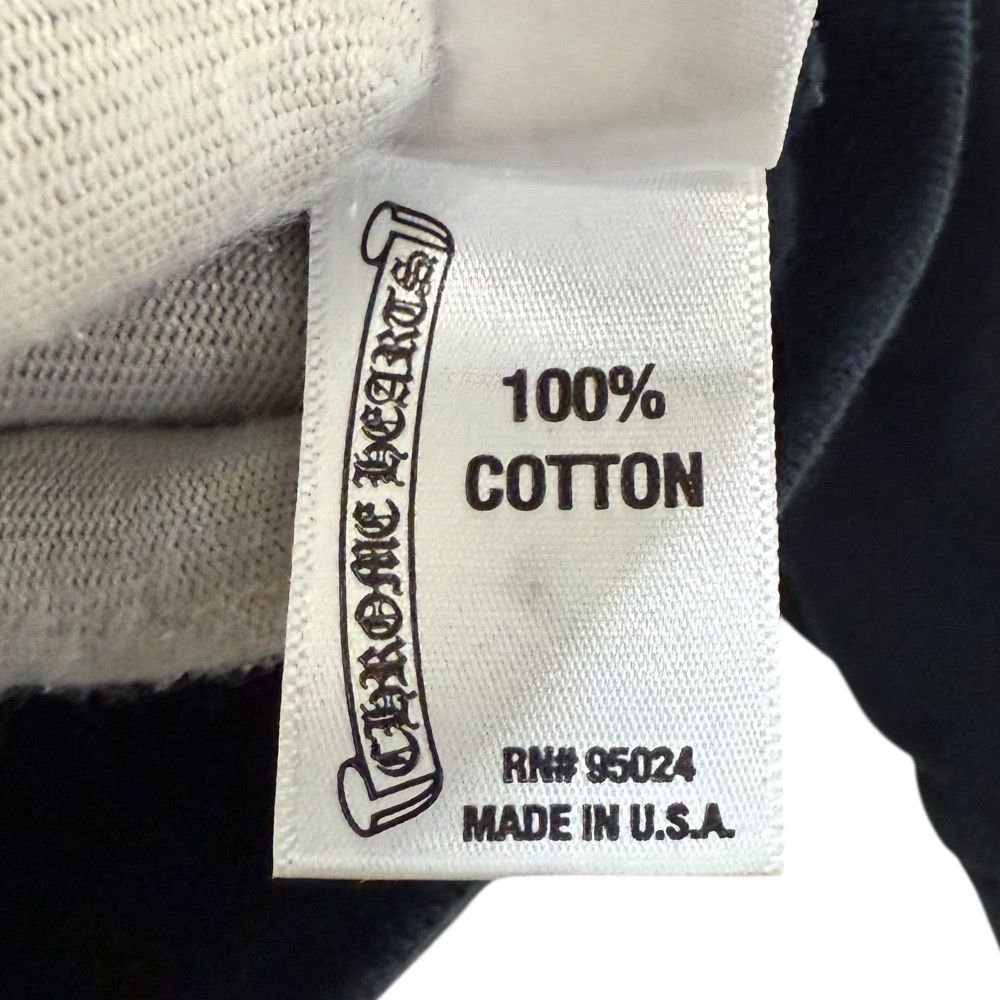 CHROME HEARTS
100%
COTTON
RN# 95024
MADE IN U.S.A.